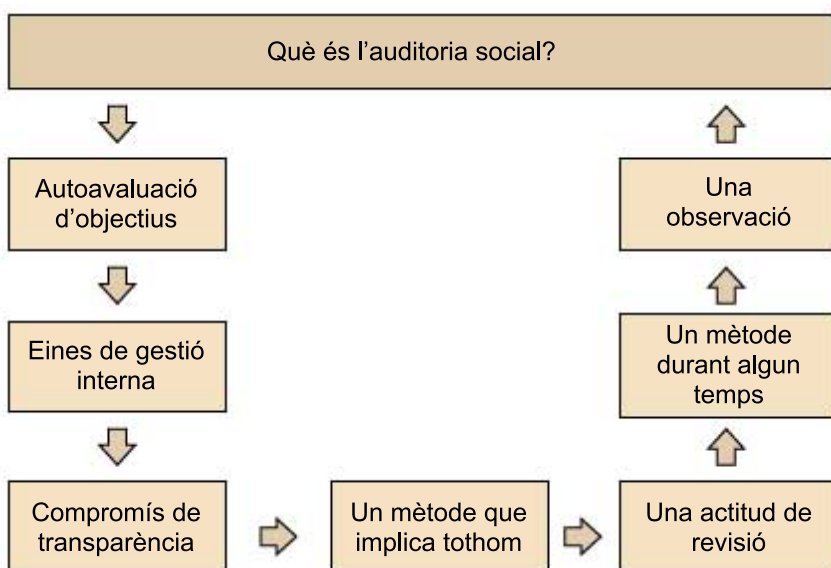 Què és l’auditoria social?
Autoavaluació
d’objectius
Eines de gestió
interna
Compromís de
transparència
Un mètode que
implica tothom
Una actitud de
revisió
Un mètode
durant algun
temps
Una
observació